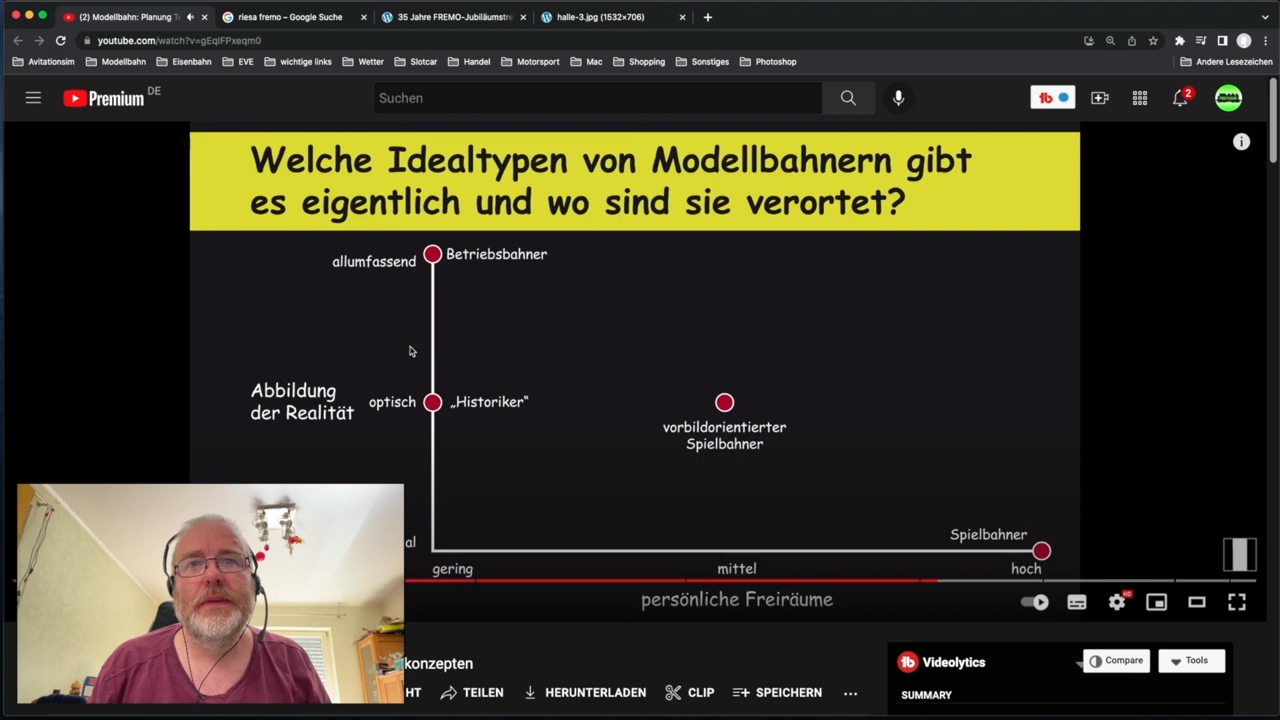 (2) Modellbahn: Planung
riesa fremo – Google Suche
35 Jahre FREMO-Jubiläumstre
halle-3.jpg (1532×706)
youtube.com/watch?v=gEqIFPxeqm0
Avitationsim
Modellbahn
Eisenbahn
EVE
wichtige links
Wetter
Slotcar
Handel
Motorsport
Mac
Shopping
Sonstiges
Photoshop
Andere Lesezeichen
Premium DE
Suchen
2
Welche Idealtypen von Modellbahnern gibt
es eigentlich und wo sind sie verortet?
allumfassend
Betriebsbahner
Abbildung
der Realität
optisch
„Historiker“
vorbildorientierter
Spielbahner
Spielbahner
al
gering
mittel
hoch
persönliche Freiräume
HD
konzepten
HT
TEILEN
HERUNTERLADEN
CLIP
SPEICHERN
Videolytics
Compare
Tools
SUMMARY